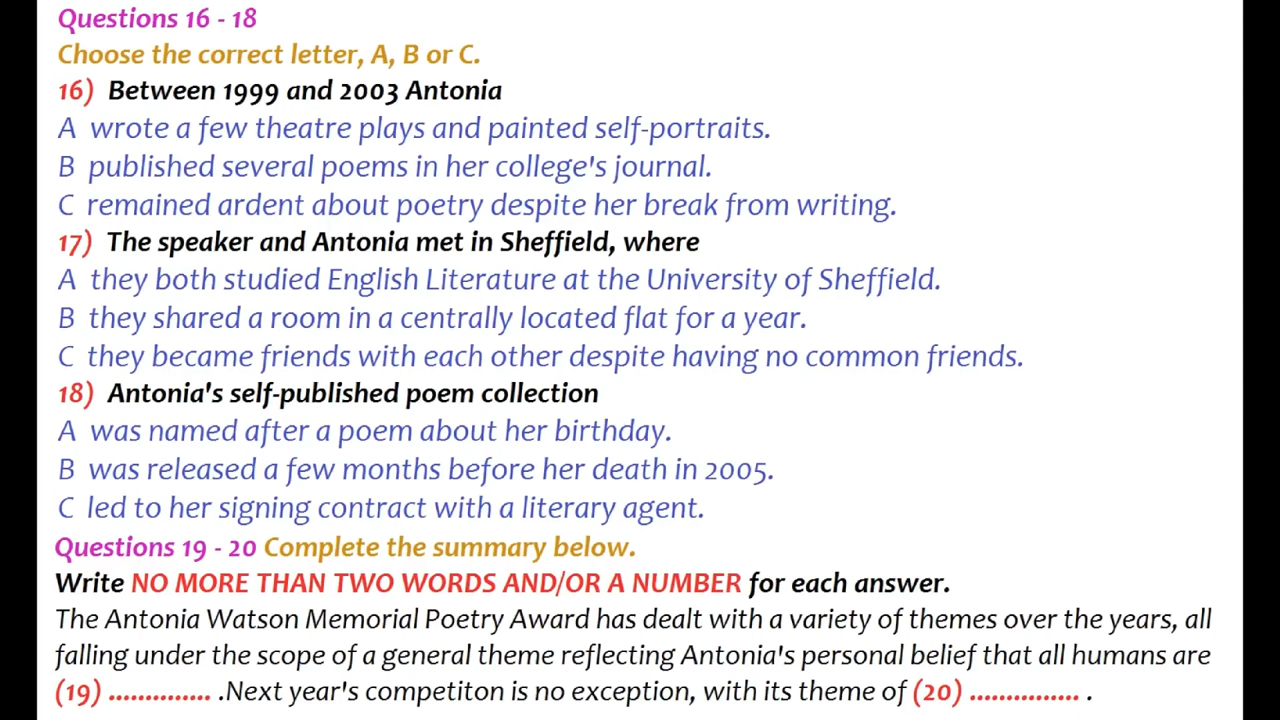 Questions 16 - 18
Choose the correct letter, A, B or C.
16) Between 1999 and 2003 Antonia
A wrote a few theatre plays and painted self-portraits.
B published several poems in her college's journal.
C remained ardent about poetry despite her break from writing.
17) The speaker and Antonia met in Sheffield, where
A they both studied English Literature at the University of Sheffield.
B they shared a room in a centrally located flat for a year.
C they became friends with each other despite having no common friends.
18) Antonia's self-published poem collection
A was named after a poem about her birthday.
B was released a few months before her death in 2005.
C led to her signing contract with a literary agent.
Questions 19 - 20 Complete the summary below.
Write NO MORE THAN TWO WORDS AND/OR A NUMBER for each answer.
The Antonia Watson Memorial Poetry Award has dealt with a variety of themes over the years, all
falling under the scope of a general theme reflecting Antonia's personal belief that all humans are
(19) .............. .Next year's competiton is no exception, with its theme of (20) ............... .